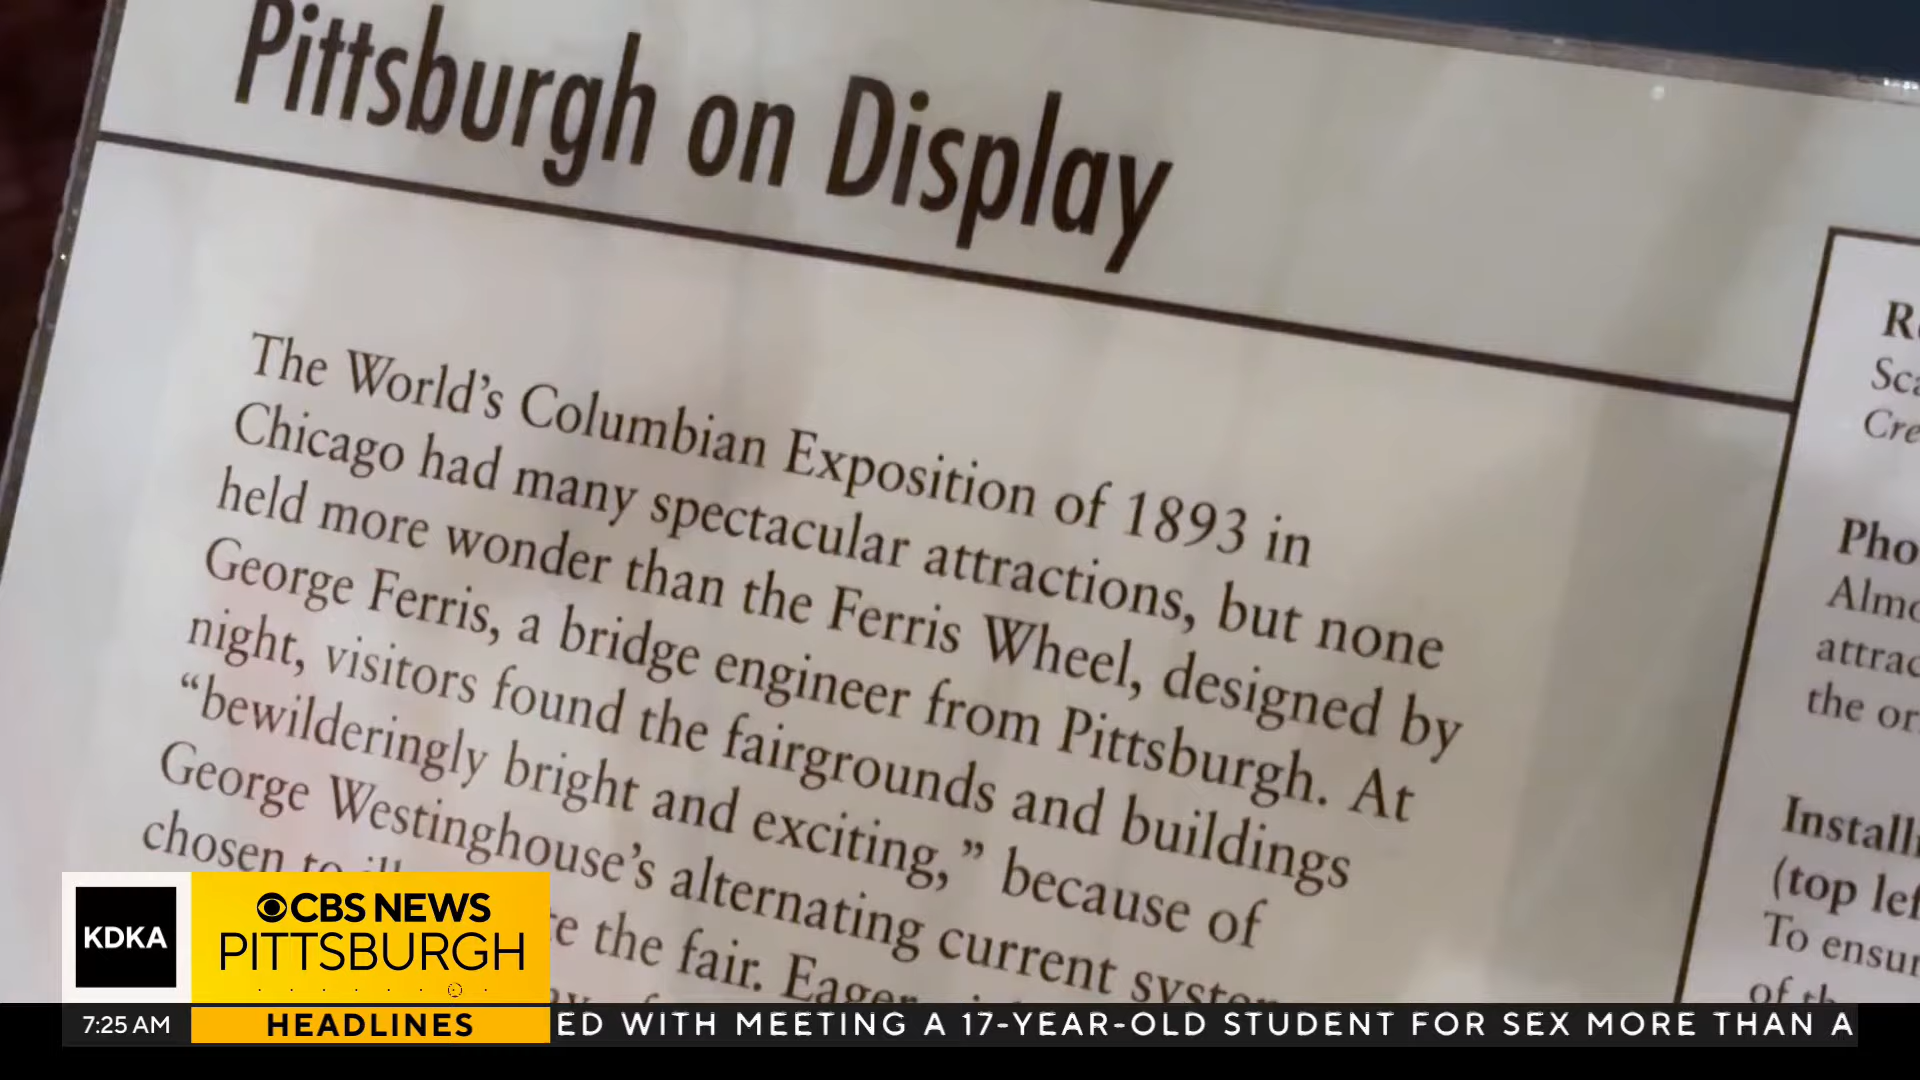 Pittsburgh on Display
The World's Columbian Exposition of 1893 in
Chicago had many spectacular attractions, but none
held more wonder than the Ferris Wheel, designed by
George Ferris, a bridge engineer from Pittsburgh. At
night, visitors found the fairgrounds and buildings
“bewilderingly bright and exciting,” because of
George Westinghouse's alternating current
chosen to
the fair.
Pho
Almo
attrac
the or
(top lef
To ensur
KDKA
CBS NEWS
PITTSBURGH
7:25 AM
HEADLINES
ED WITH MEETING A 17-YEAR-OLD STUDENT FOR SEX MORE THAN A